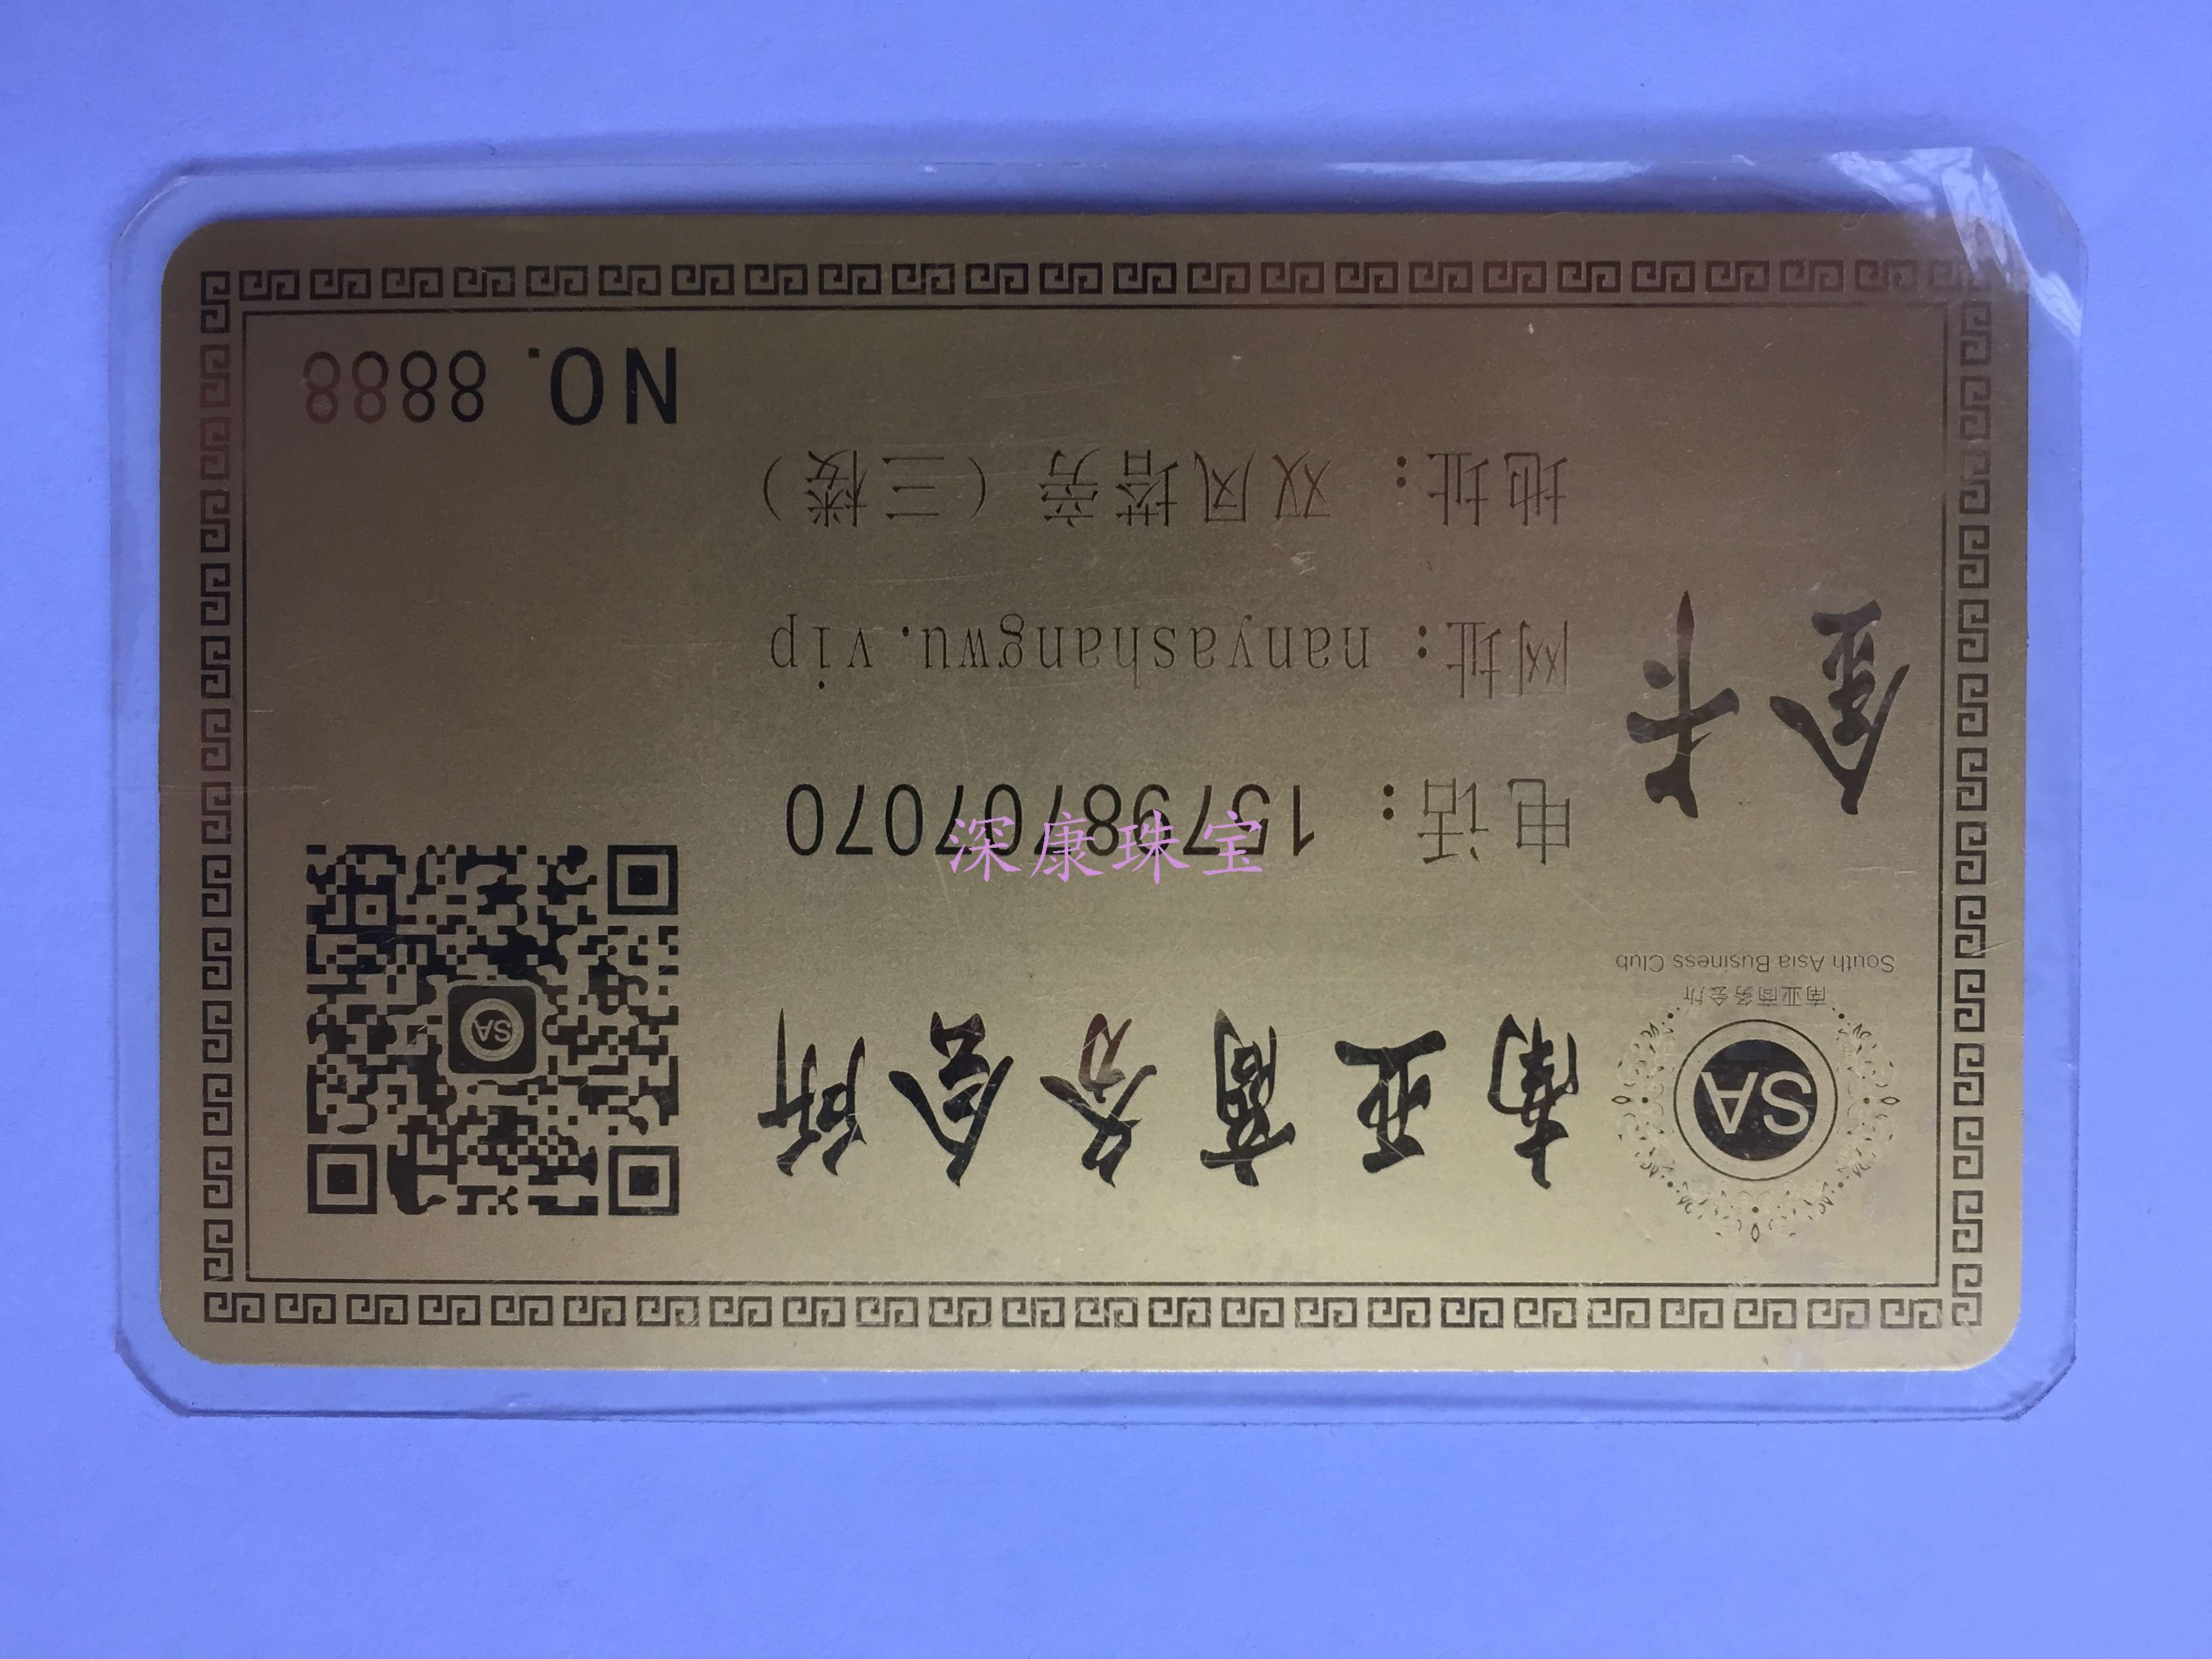 SA
南亚商务会所
South Asia Business Club
南亚商务会所
SA
金卡
电话: 15798707070
网址: nanyashangwu.vip
地址: 双凤塔旁（三楼）
NO. 8888
深康珠宝